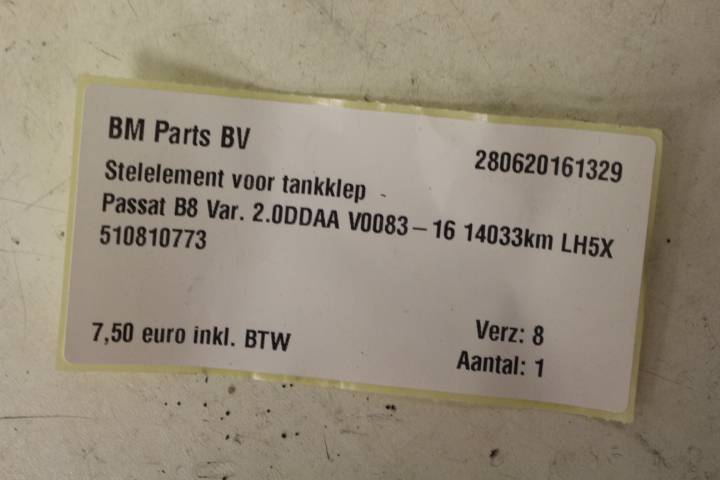 BM Parts BV
280620161329
Stelelement voor tankklep -
Passat B8 Var. 2.0DDAA V0083-16 14033km LH5X
510810773
7,50 euro inkl. BTW
Verz: 8
Aantal: 1